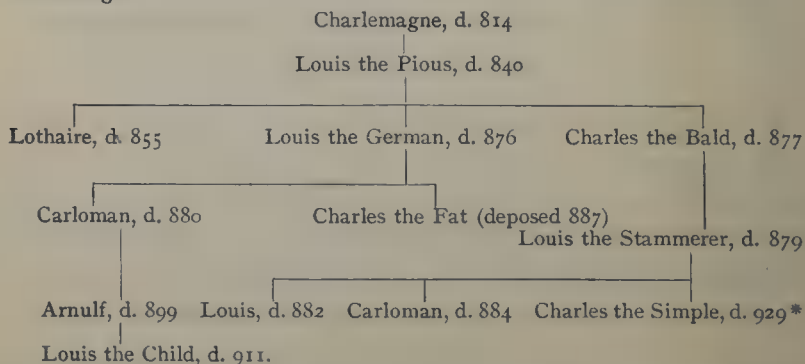 Charlemagne, d. 814
Louis the Pious, d. 840
Lothaire, d. 855 Louis the German, d. 876 Charles the Bald, d. 877
Carloman, d. 880 Charles the Fat (deposed 887)
Louis the Stammerer, d. 879
Arnulf, d. 899 Louis, d. 882 Carloman, d. 884 Charles the Simple, d. 929*
Louis the Child, d. 911.